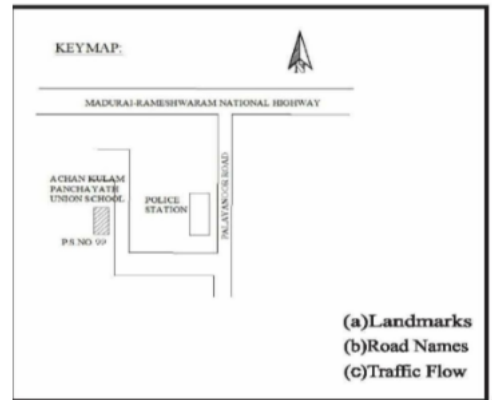 KEYMAP:
N
MADURAI-RAMESHWARAM NATIONAL HIGHWAY
ACHAN KULAM
PANCHAYATH
UNION SCHOOL
P.S.NO 99
POLICE
STATION
PALAYANOOR ROAD
(a)Landmarks
(b)Road Names
(c)Traffic Flow